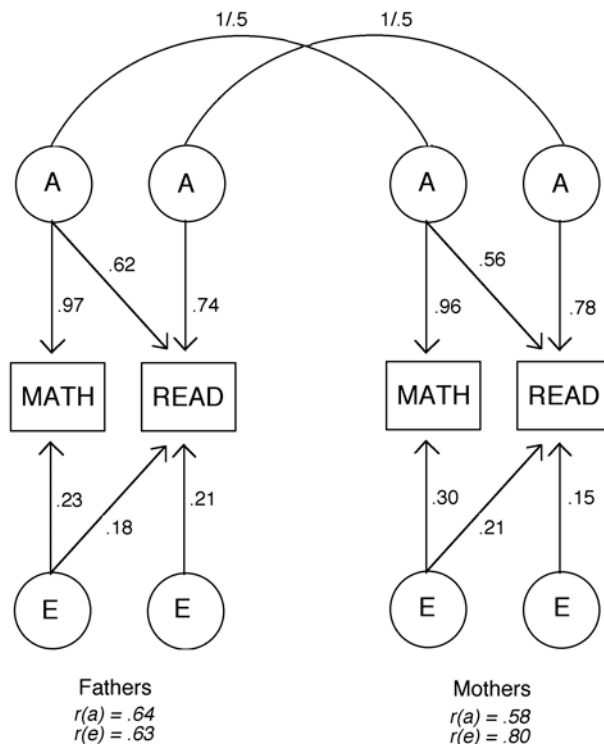 1/.5 1/.5
A A A A
.62 .56
.97 .74 .96 .78
MATH READ MATH READ
.23 .18 .21 .30 .21 .15
E E E E
Fathers Mothers
r(a) = .64 r(a) = .58
r(e) = .63 r(e) = .80